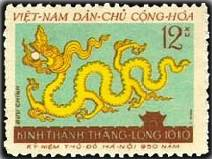 VIỆT-NAM DÂN-CHỦ CỘNG-HÒA
12 XU
BƯU CHÍNH
KINH THÀNH THĂNG-LONG 1010
KỶ NIỆM THỦ ĐÔ HÀ NỘI 950 NĂM